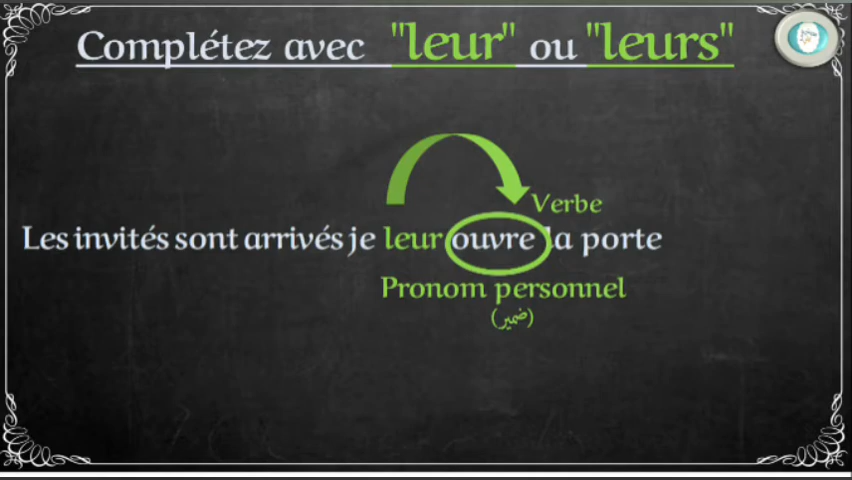 Complétez avec "leur" ou "leurs"
Verbe
Les invités sont arrivés je leur ouvre la porte
Pronom personnel
(ضمير)